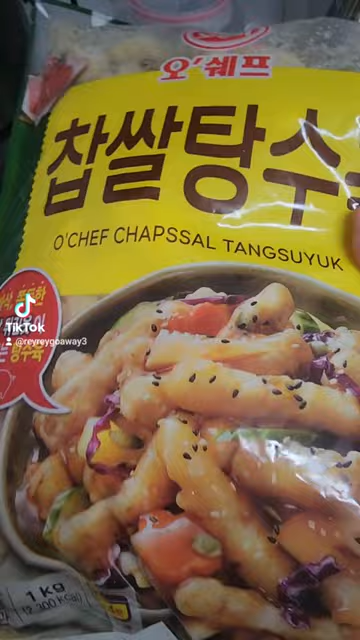 오'쉐프
찹쌀탕수
O'CHEF CHAPSSAL TANGSUYUK
탕수육
TikTok
@reyreygoaway3
1 kg